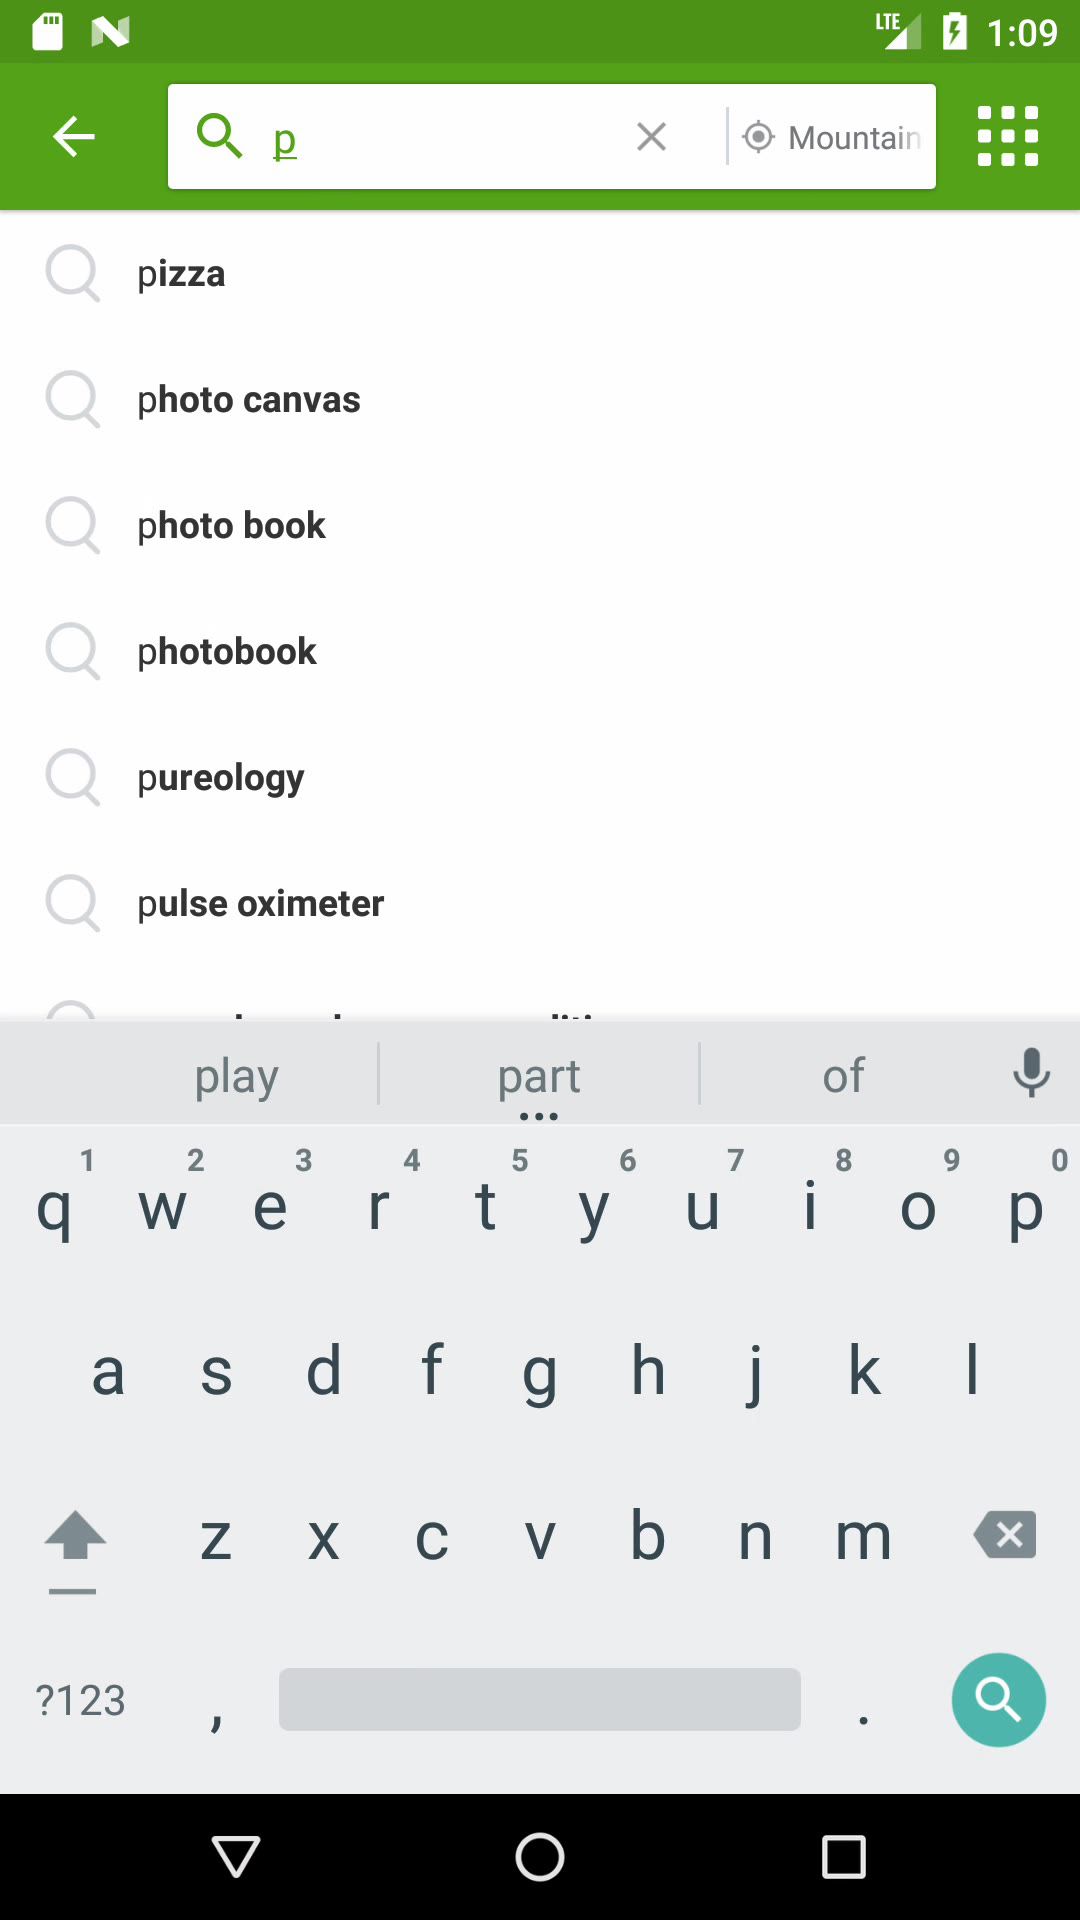 LTE 1:09
p Mountain
pizza
photo canvas
photo book
photobook
pureology
pulse oximeter
play part of
1 2 3 4 5 6 7 8 9 0
q w e r t y u i o p
a s d f g h j k l
z x c v b n m
?123 , .